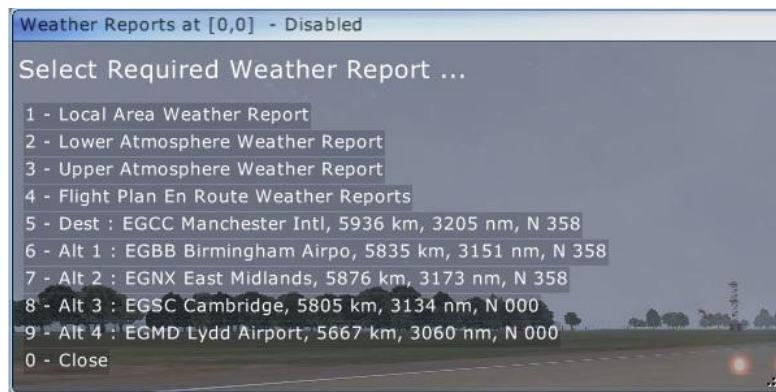 Weather Reports at [0,0]  - Disabled
Select Required Weather Report ...
1 - Local Area Weather Report
2 - Lower Atmosphere Weather Report
3 - Upper Atmosphere Weather Report
4 - Flight Plan En Route Weather Reports
5 - Dest : EGCC Manchester Intl, 5936 km, 3205 nm, N 358
6 - Alt 1 : EGBB Birmingham Airpo, 5835 km, 3151 nm, N 358
7 - Alt 2 : EGNX East Midlands, 5876 km, 3173 nm, N 358
8 - Alt 3 : EGSC Cambridge, 5805 km, 3134 nm, N 000
9 - Alt 4 : EGMD Lydd Airport, 5667 km, 3060 nm, N 000
0 - Close